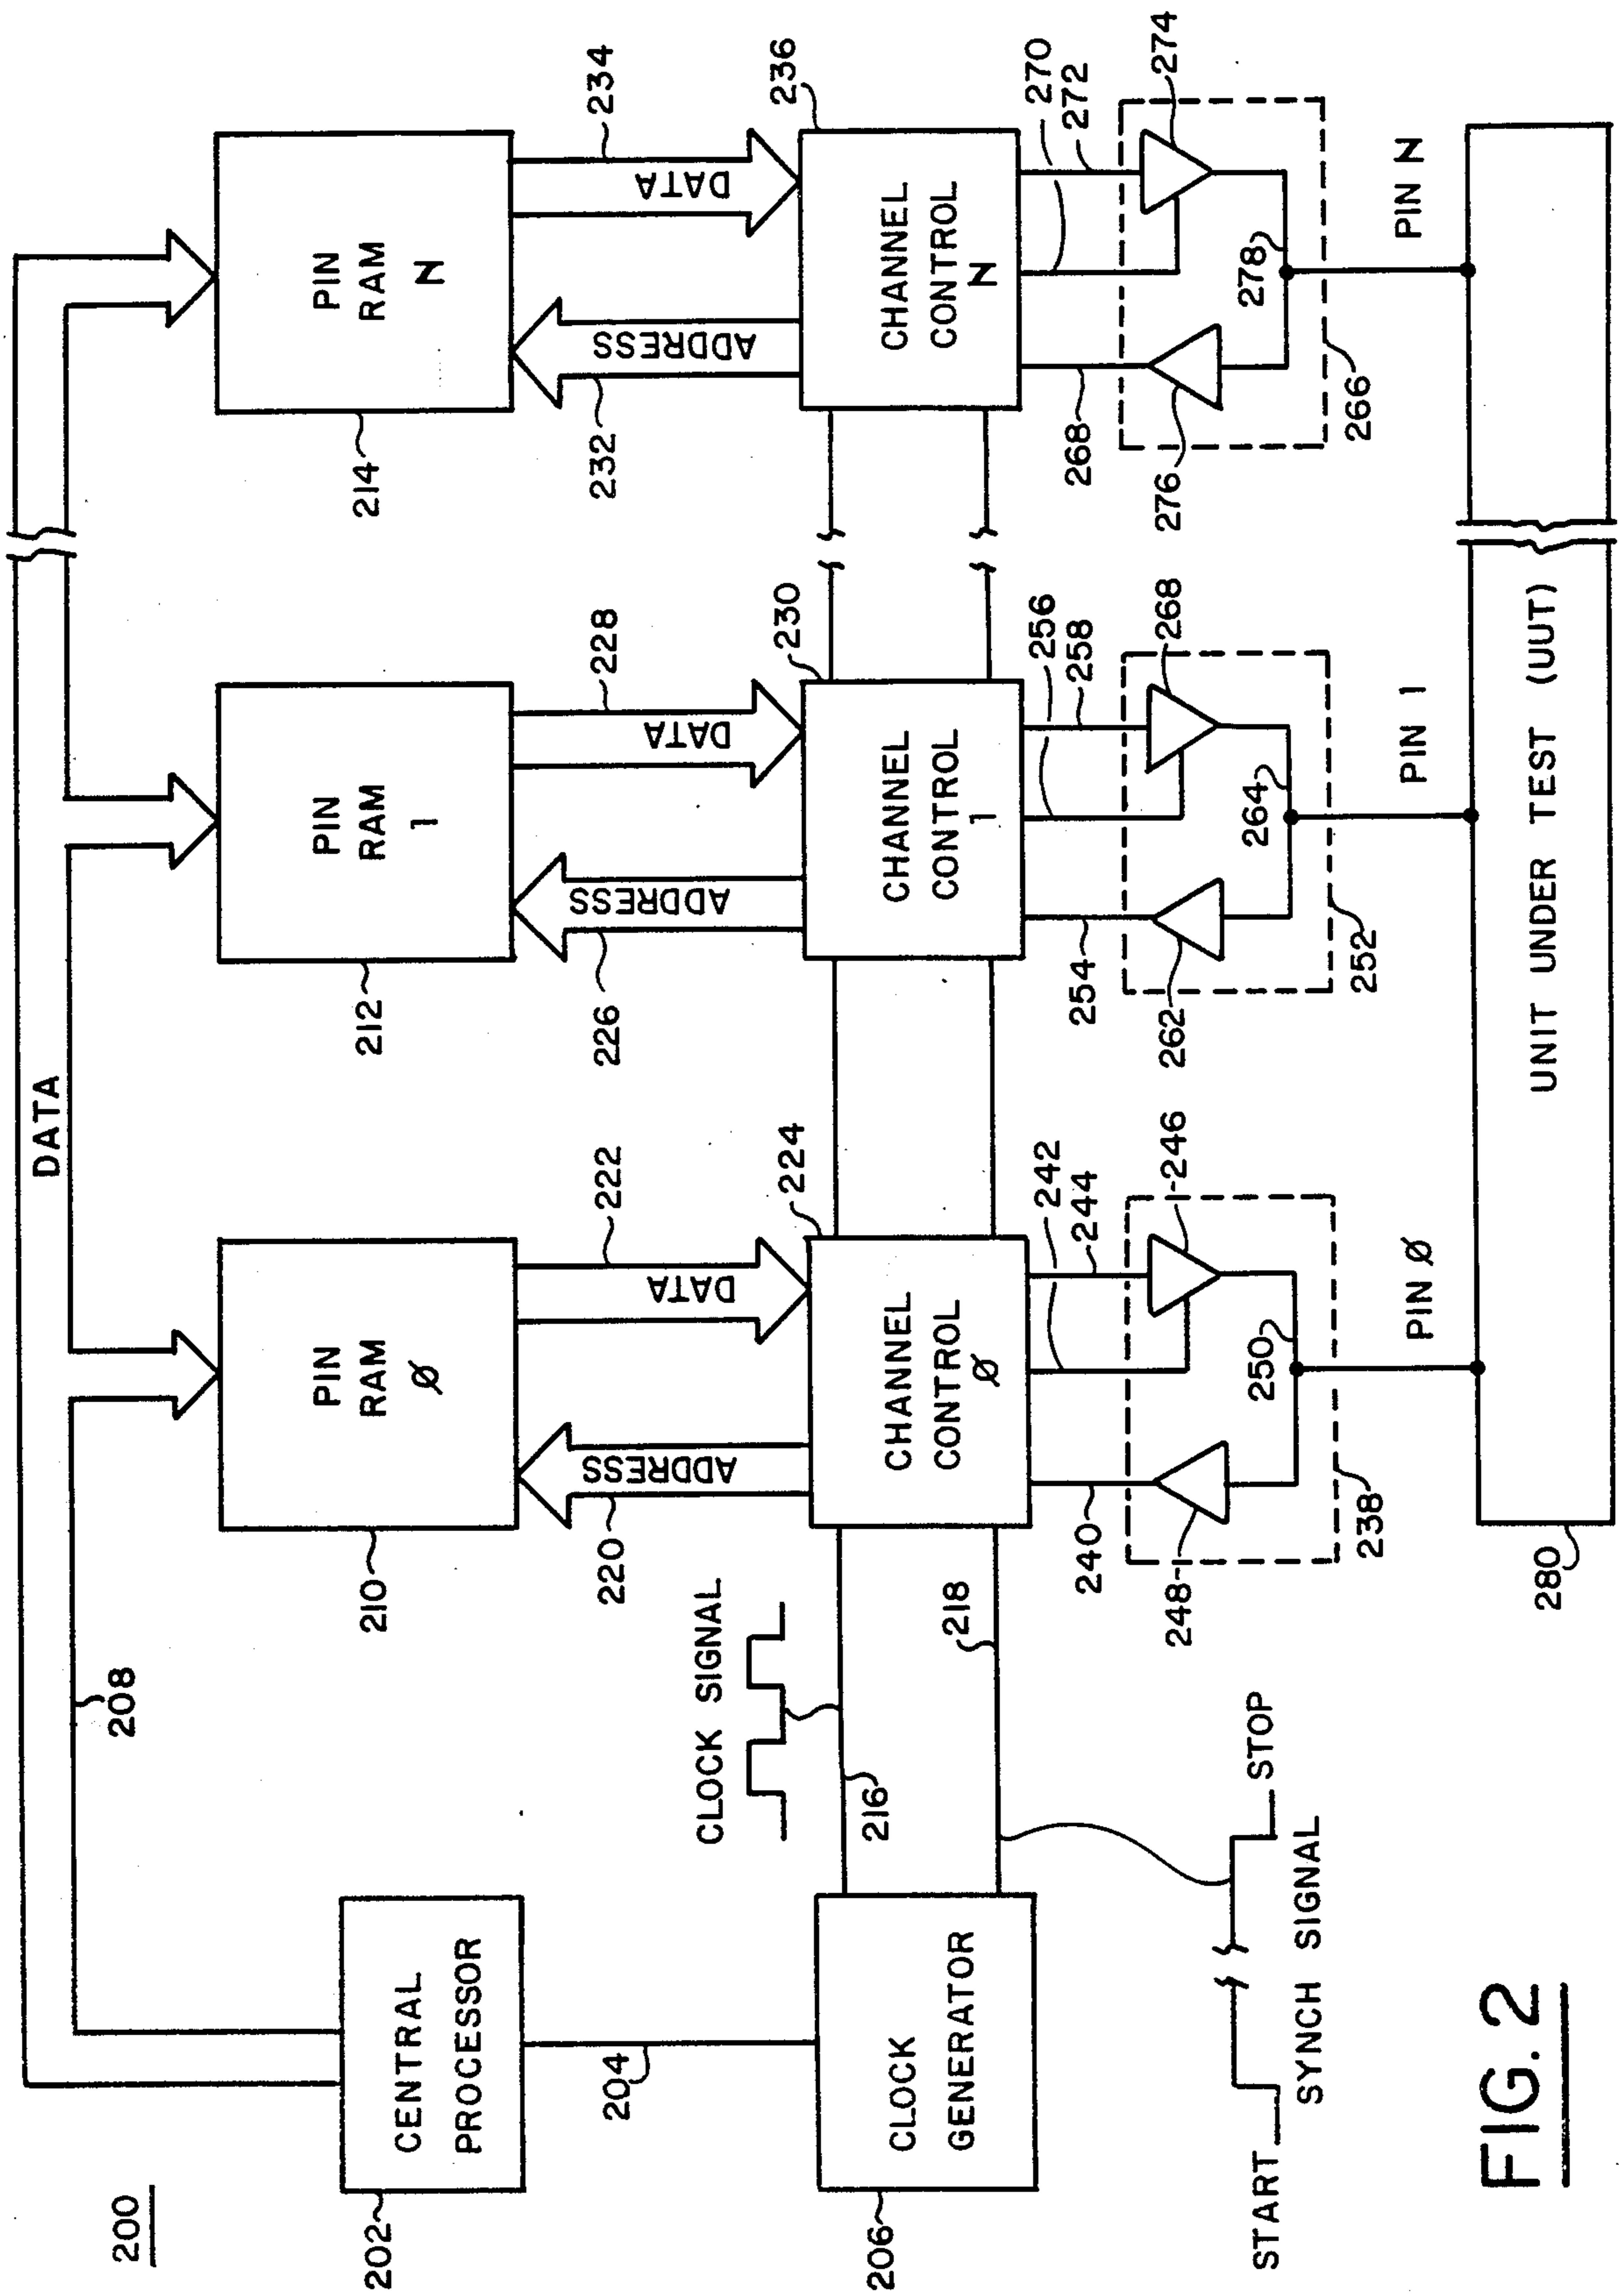 200
DATA
208
CENTRAL
PROCESSOR
202
204
PIN
RAM
Ø
210
PIN
RAM
1
212
PIN
RAM
N
214
ADDRESS
220
DATA
222
ADDRESS
226
DATA
228
ADDRESS
232
DATA
234
CLOCK SIGNAL
216
218
CLOCK
GENERATOR
206
CHANNEL
CONTROL
Ø
224
CHANNEL
CONTROL
1
230
CHANNEL
CONTROL
N
236
240
242
244
246
248
250
238
254
256
258
268
262
264
252
268
270
272
274
276
278
266
START
STOP
SYNCH SIGNAL
PIN Ø
PIN 1
PIN N
UNIT UNDER TEST (UUT)
280
FIG. 2